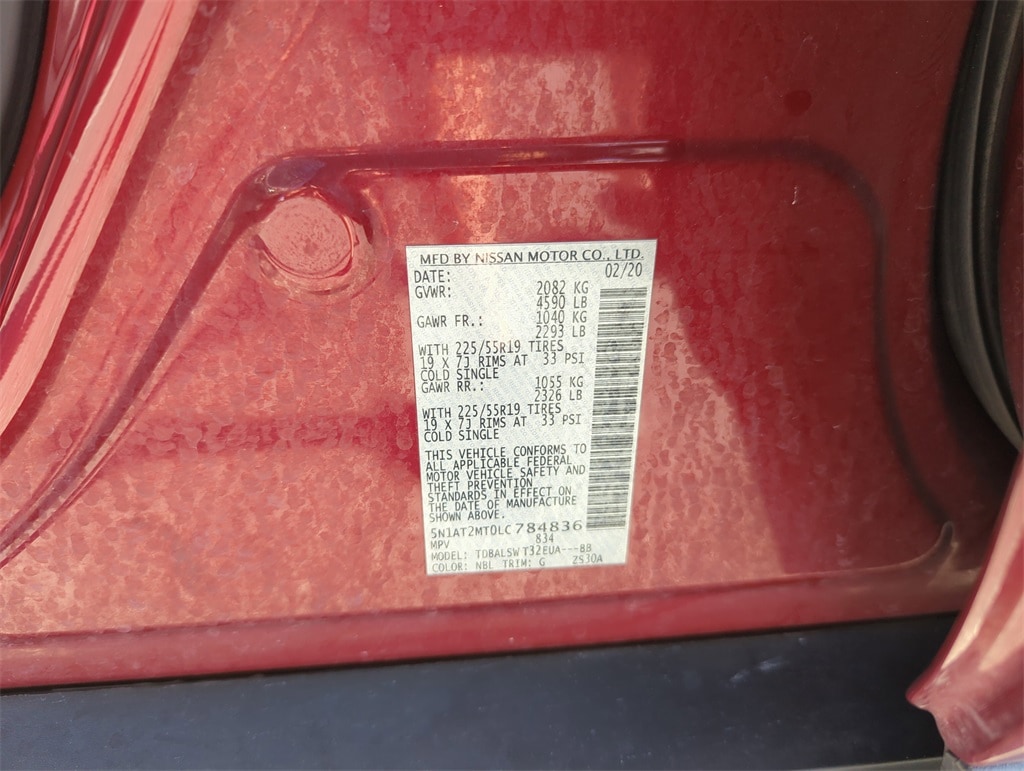 MFD BY NISSAN MOTOR CO., LTD.
DATE: 02/20
GVWR: 2082 KG
4590 LB
GAWR FR.: 1040 KG
2293 LB
WITH 225/55R19 TIRES
19 X 7J RIMS AT 33 PSI
COLD SINGLE
GAWR RR.: 1055 KG
2326 LB
WITH 225/55R19 TIRES
19 X 7J RIMS AT 33 PSI
COLD SINGLE
THIS VEHICLE CONFORMS TO
ALL APPLICABLE FEDERAL
MOTOR VEHICLE SAFETY AND
THEFT PREVENTION
STANDARDS IN EFFECT ON
THE DATE OF MANUFACTURE
SHOWN ABOVE.
5N1AT2MT0LC784836
MPV 834
MODEL: TDBALSW T32EUA---BB
COLOR: NBL TRIM: G 2S30A